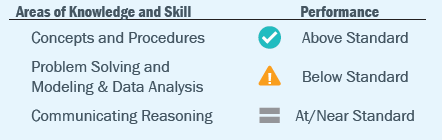 Areas of Knowledge and Skill Performance
Concepts and Procedures Above Standard
Problem Solving and
Modeling & Data Analysis Below Standard
Communicating Reasoning At/Near Standard